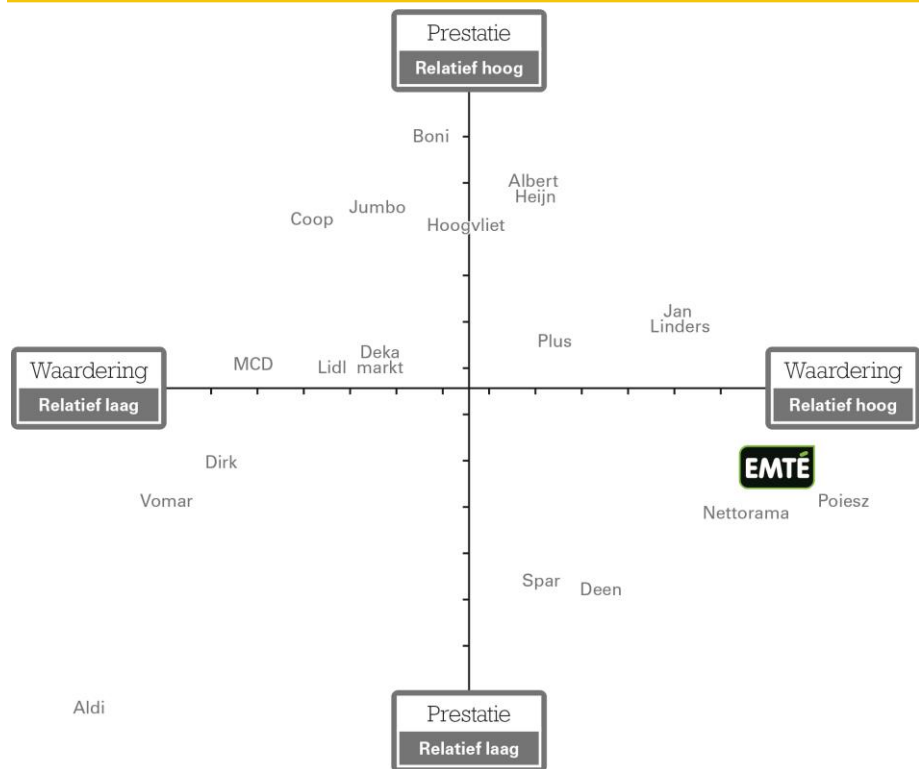 Prestatie
Relatief hoog
Boni
Albert
Heijn
Jumbo
Coop
Hoogvliet
Jan
Linders
Plus
Deka
markt
MCD
Lidl
Waardering
Relatief laag
Waardering
Relatief hoog
Dirk
EMTÉ
Vomar
Poiesz
Nettorama
Spar
Deen
Aldi
Prestatie
Relatief laag